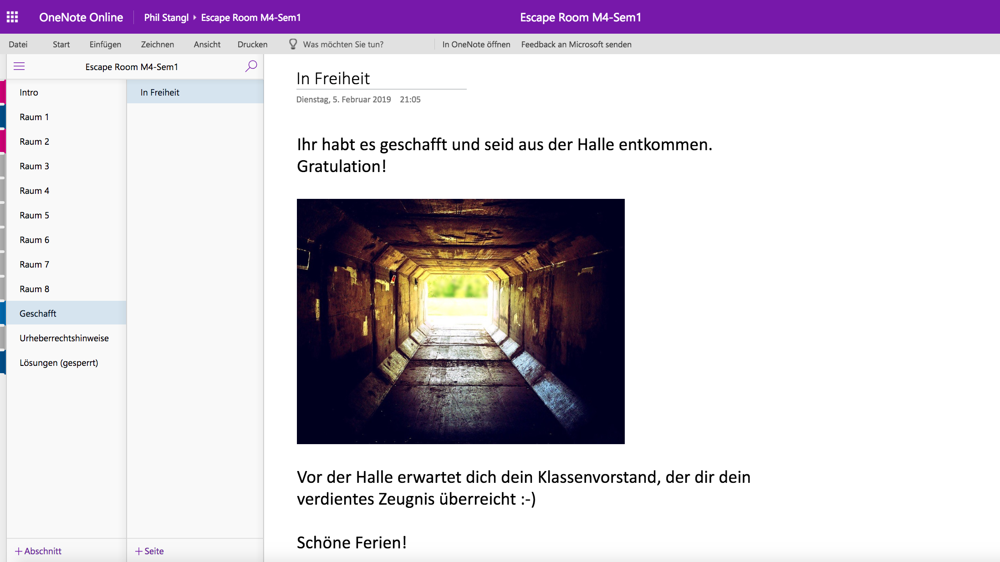 OneNote Online
Phil Stangl ▸ Escape Room M4-Sem1
Escape Room M4-Sem1
Datei Start Einfügen Zeichnen Ansicht Drucken Was möchten Sie tun? In OneNote öffnen Feedback an Microsoft senden
Escape Room M4-Sem1
Intro
Raum 1
Raum 2
Raum 3
Raum 4
Raum 5
Raum 6
Raum 7
Raum 8
Geschafft
Urheberrechtshinweise
Lösungen (gesperrt)
+ Abschnitt
In Freiheit
+ Seite
In Freiheit
Dienstag, 5. Februar 2019 21:05
Ihr habt es geschafft und seid aus der Halle entkommen.
Gratulation!
Vor der Halle erwartet dich dein Klassenvorstand, der dir dein
verdientes Zeugnis überreicht :-)
Schöne Ferien!